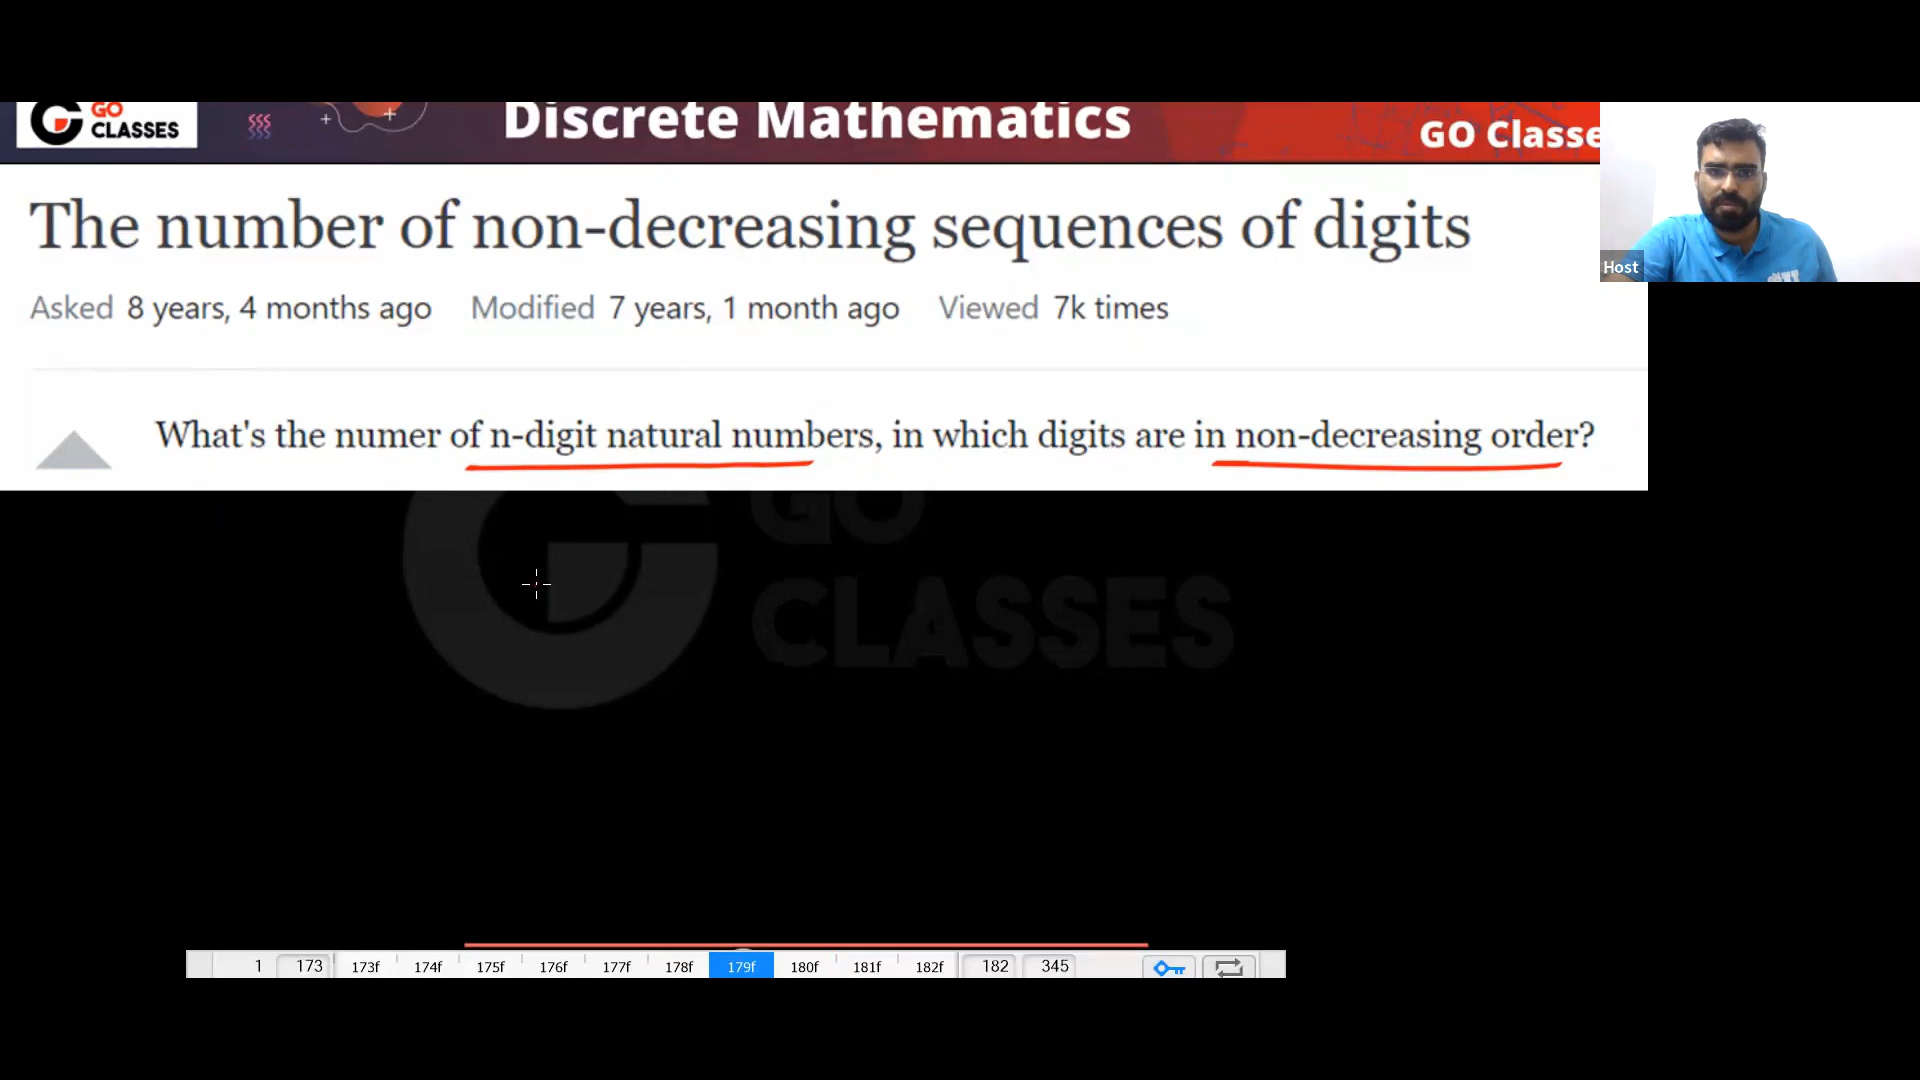 GO
CLASSES
Discrete Mathematics
GO Classe
The number of non-decreasing sequences of digits
Host
Asked 8 years, 4 months ago Modified 7 years, 1 month ago Viewed 7k times
What's the numer of n-digit natural numbers, in which digits are in non-decreasing order?
GO
CLASSES
1 173 173f 174f 175f 176f 177f 178f 179f 180f 181f 182f 182 345